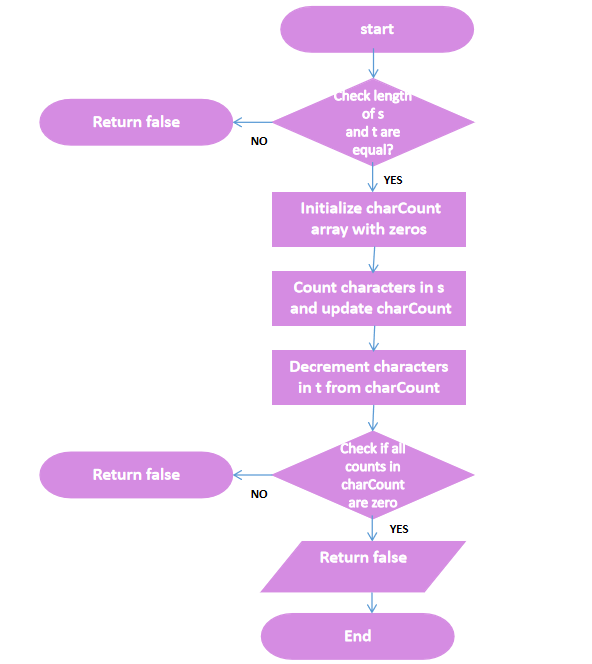 start
Check length
of s
and t are
equal?
Return false
NO
YES
Initialize charCount
array with zeros
Count characters in s
and update charCount
Decrement characters
in t from charCount
Check if all
counts in
charCount
are zero
Return false
NO
YES
Return false
End